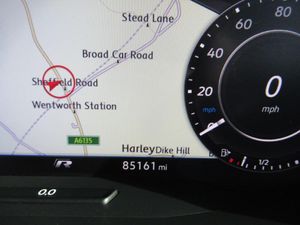 Stead Lane
Broad Car Road
Sheffield Road
Wentworth Station
A6135
Harley Dike Hill
R
85161 mi
0.0
80
60
40
20
mph
0
mph
1/2